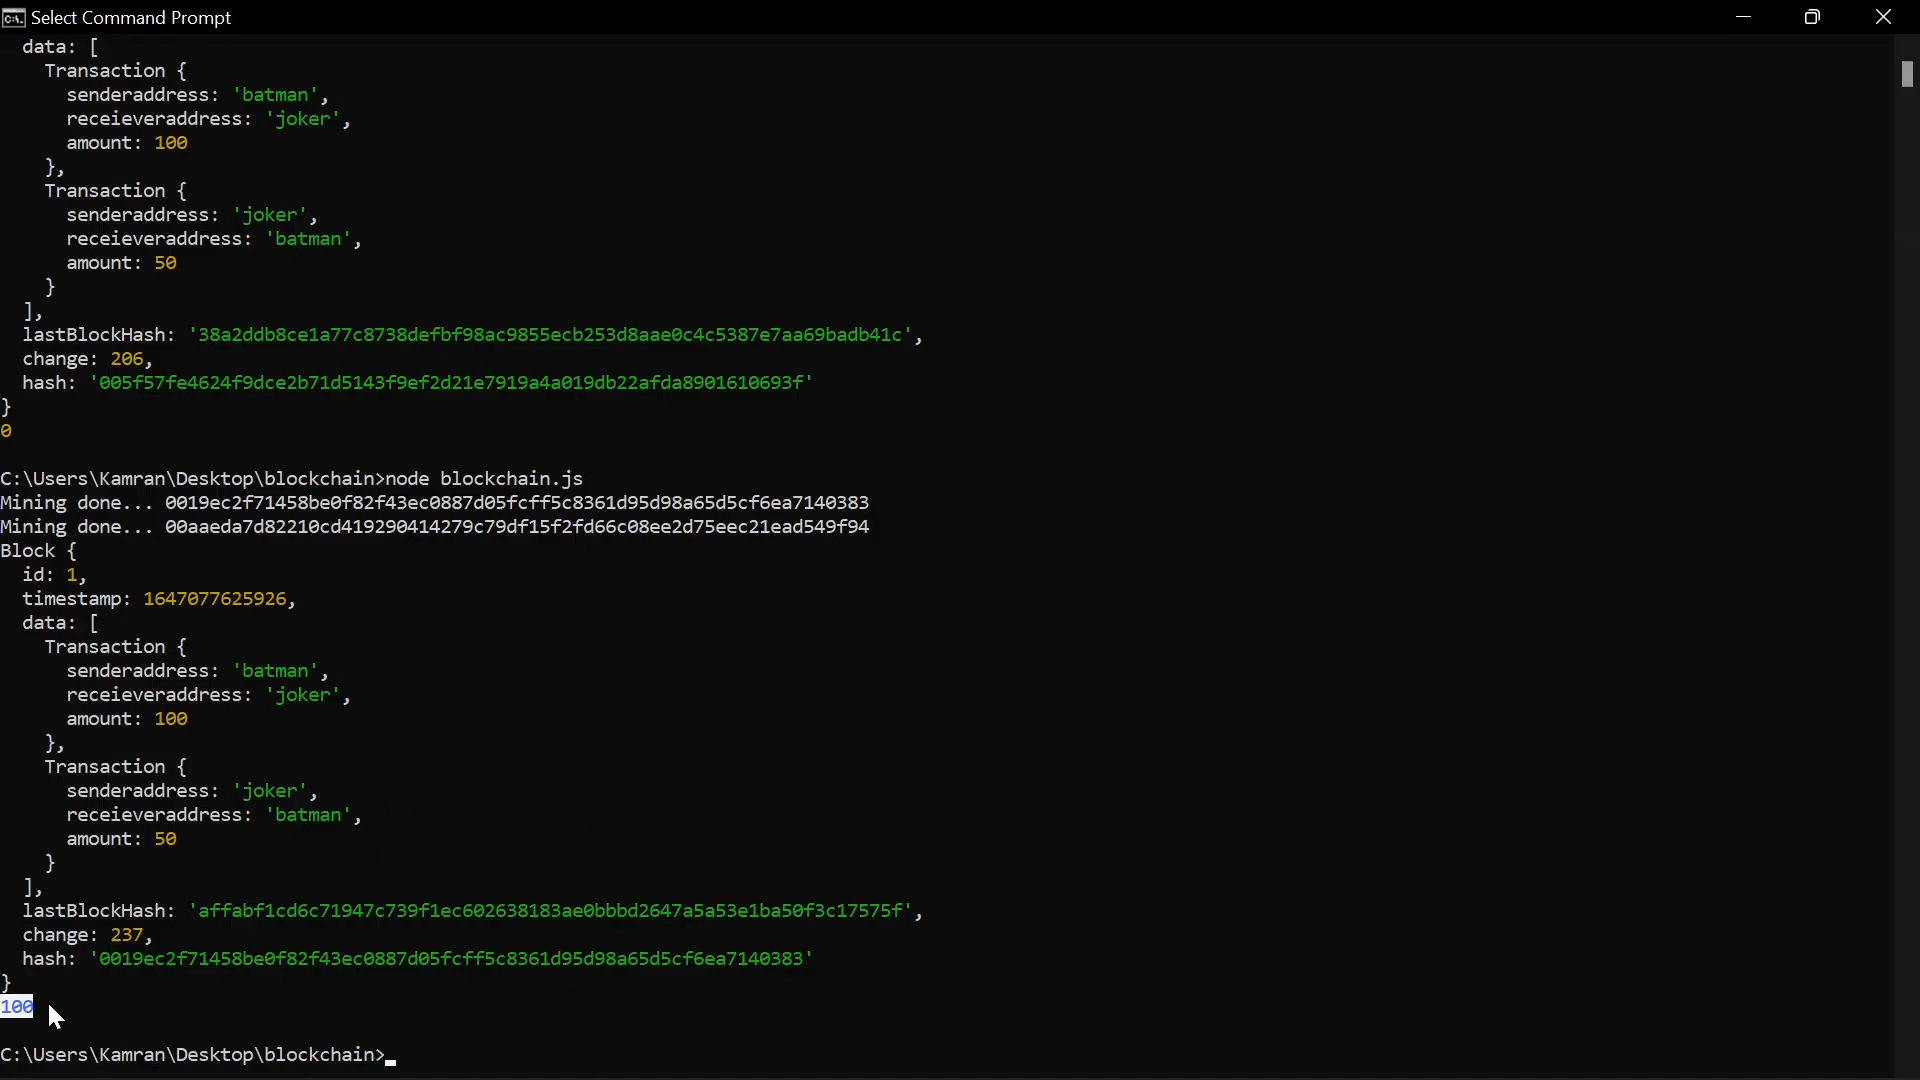 Select Command Prompt
data: [
Transaction {
senderaddress: 'batman',
receieveraddress: 'joker',
amount: 100
},
Transaction {
senderaddress: 'joker',
receieveraddress: 'batman',
amount: 50
}
],
lastBlockHash: '38a2ddb8ce1a77c8738defbf98ac9855ecb253d8aae0c4c5387e7aa69badb41c',
change: 206,
hash: '005f57fe4624f9dce2b71d5143f9ef2d21e7919a4a019db22afda8901610693f'
}
0
C:\Users\Kamran\Desktop\blockchain>node blockchain.js
Mining done... 0019ec2f71458be0f82f43ec0887d05fcff5c8361d95d98a65d5cf6ea7140383
Mining done... 00aaeda7d82210cd419290414279c79df15f2fd66c08ee2d75eec21ead549f94
Block {
id: 1,
timestamp: 1647077625926,
data: [
Transaction {
senderaddress: 'batman',
receieveraddress: 'joker',
amount: 100
},
Transaction {
senderaddress: 'joker',
receieveraddress: 'batman',
amount: 50
}
],
lastBlockHash: 'affabf1cd6c71947c739f1ec602638183ae0bbbd2647a5a53e1ba50f3c17575f',
change: 237,
hash: '0019ec2f71458be0f82f43ec0887d05fcff5c8361d95d98a65d5cf6ea7140383'
}
100
C:\Users\Kamran\Desktop\blockchain>